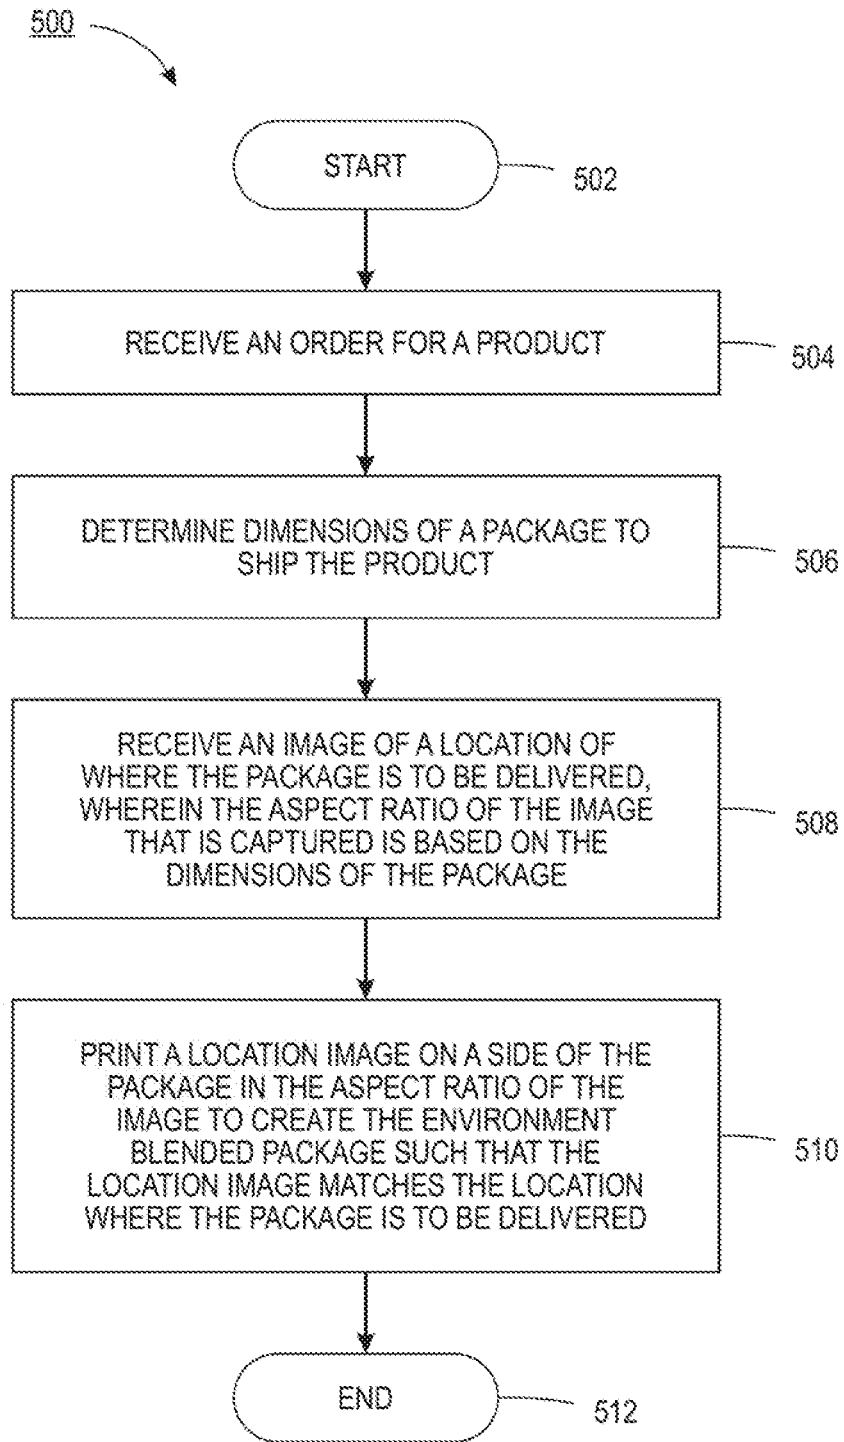 500
START
502
RECEIVE AN ORDER FOR A PRODUCT
504
DETERMINE DIMENSIONS OF A PACKAGE TO
SHIP THE PRODUCT
506
RECEIVE AN IMAGE OF A LOCATION OF
WHERE THE PACKAGE IS TO BE DELIVERED,
WHEREIN THE ASPECT RATIO OF THE IMAGE
THAT IS CAPTURED IS BASED ON THE
DIMENSIONS OF THE PACKAGE
508
PRINT A LOCATION IMAGE ON A SIDE OF THE
PACKAGE IN THE ASPECT RATIO OF THE
IMAGE TO CREATE THE ENVIRONMENT
BLENDED PACKAGE SUCH THAT THE
LOCATION IMAGE MATCHES THE LOCATION
WHERE THE PACKAGE IS TO BE DELIVERED
510
END
512